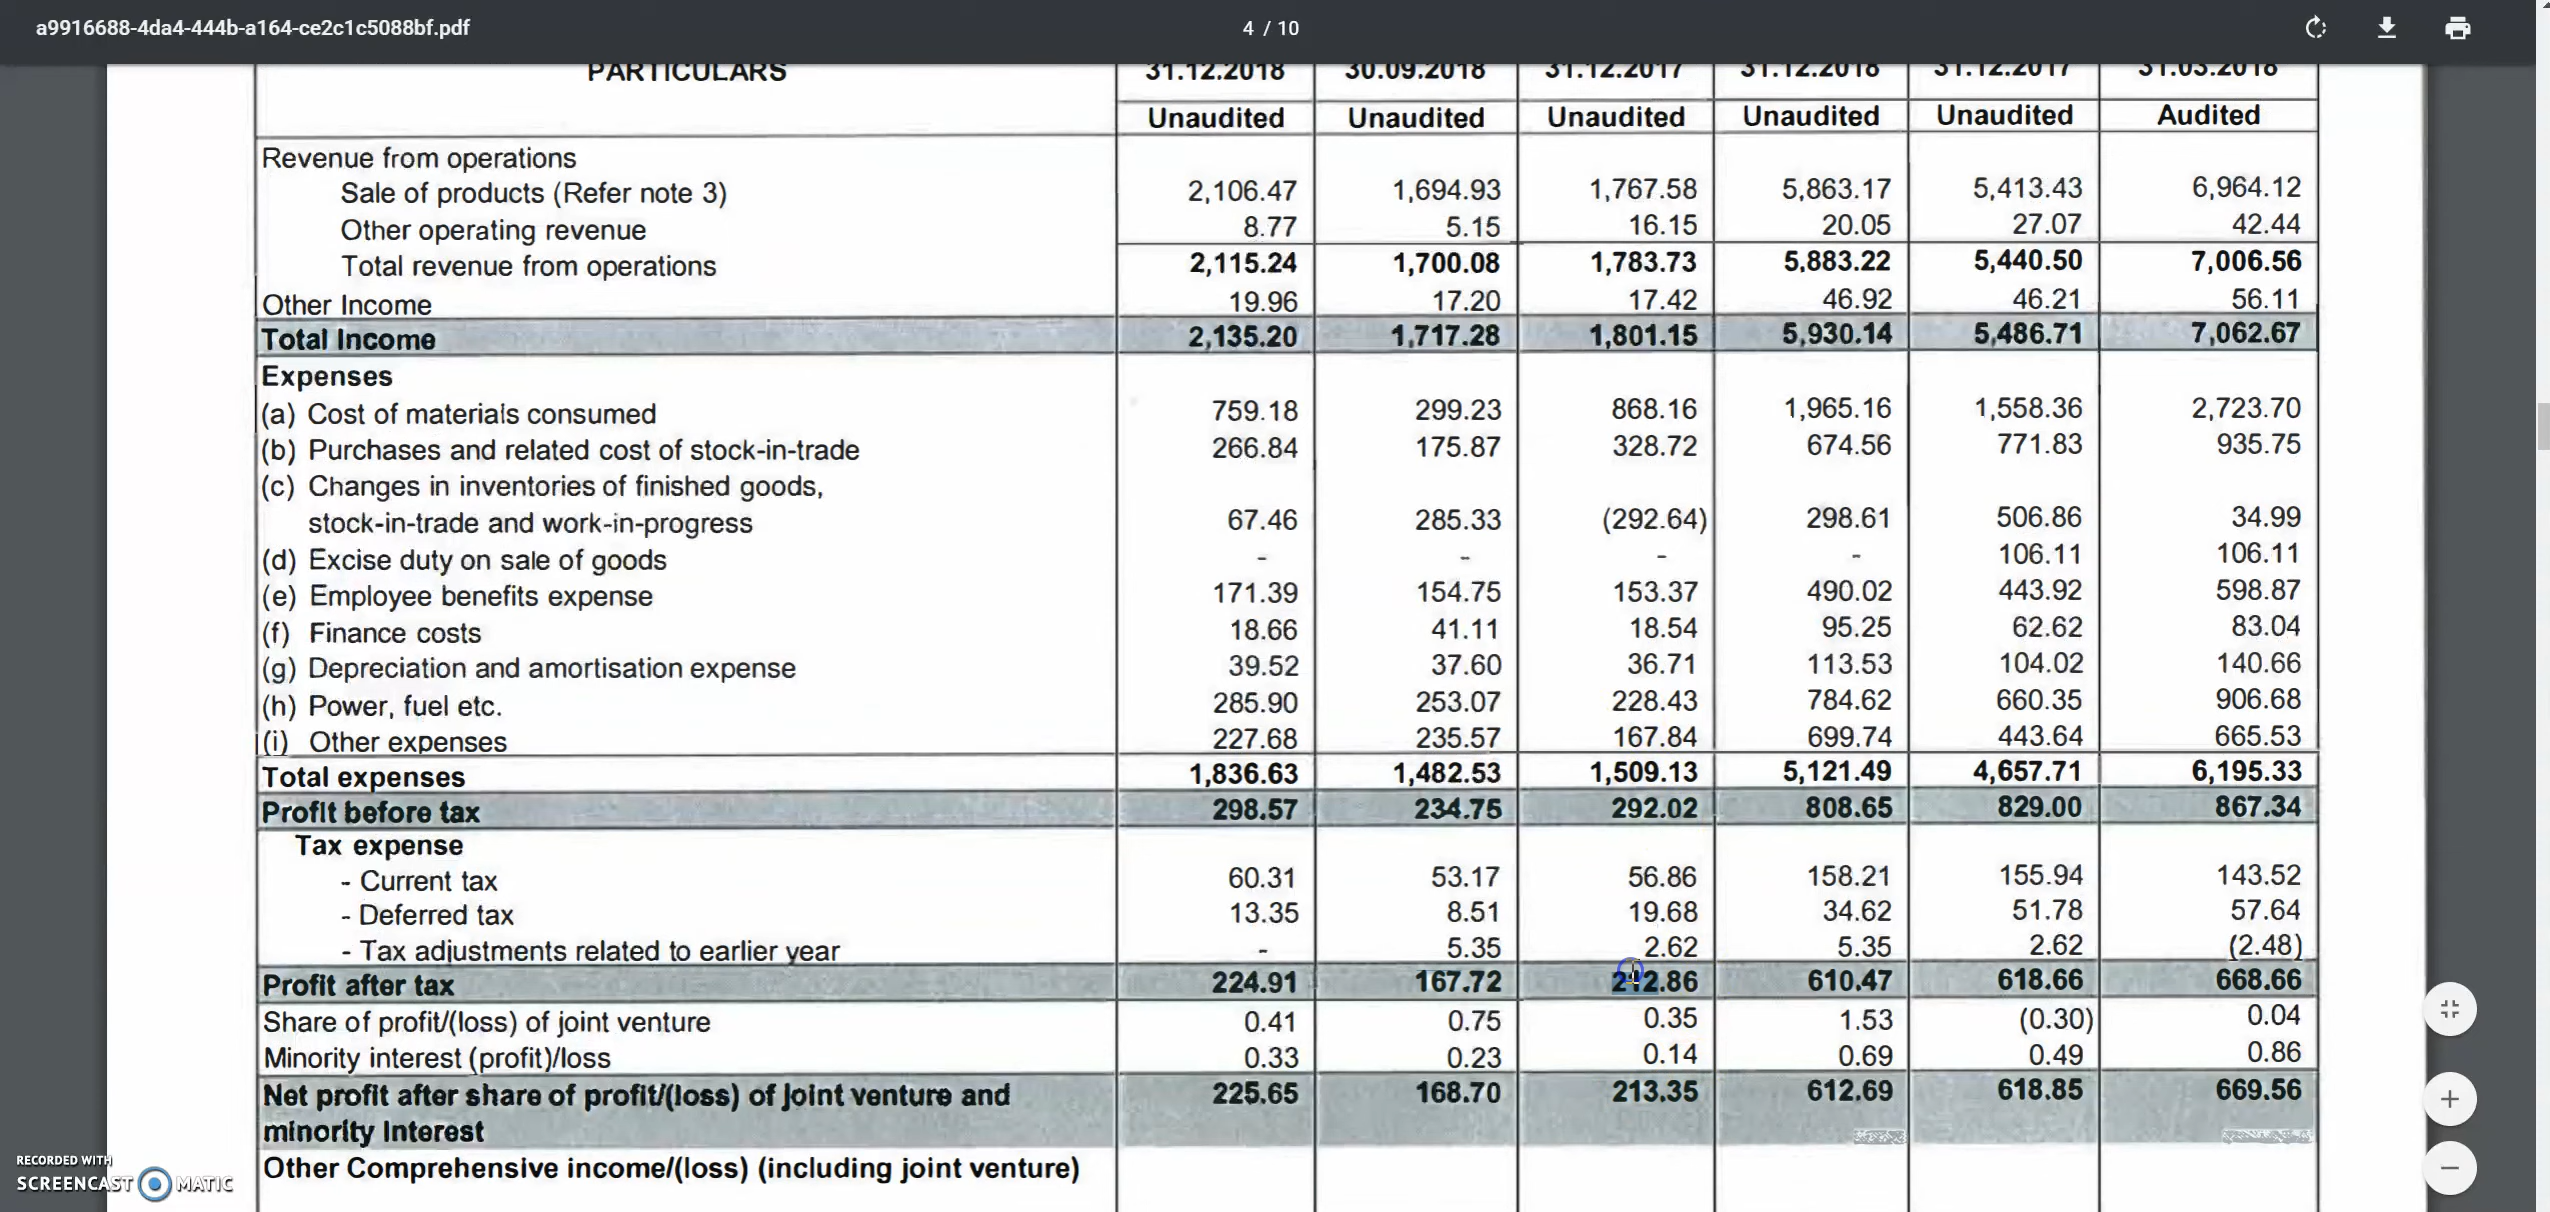 a9916688-4da4-444b-a164-ce2c1c5088bf.pdf 4 / 10
PARTICULARS 31.12.2018 30.09.2018 31.12.2017 31.12.2018 31.12.2017 31.03.2018
Unaudited Unaudited Unaudited Unaudited Unaudited Audited
Revenue from operations
Sale of products (Refer note 3) 2,106.47 1,694.93 1,767.58 5,863.17 5,413.43 6,964.12
Other operating revenue 8.77 5.15 16.15 20.05 27.07 42.44
Total revenue from operations 2,115.24 1,700.08 1,783.73 5,883.22 5,440.50 7,006.56
Other Income 19.96 17.20 17.42 46.92 46.21 56.11
Total Income 2,135.20 1,717.28 1,801.15 5,930.14 5,486.71 7,062.67
Expenses
(a) Cost of materials consumed 759.18 299.23 868.16 1,965.16 1,558.36 2,723.70
(b) Purchases and related cost of stock-in-trade 266.84 175.87 328.72 674.56 771.83 935.75
(c) Changes in inventories of finished goods,
stock-in-trade and work-in-progress 67.46 285.33 (292.64) 298.61 506.86 34.99
(d) Excise duty on sale of goods - - - - 106.11 106.11
(e) Employee benefits expense 171.39 154.75 153.37 490.02 443.92 598.87
(f) Finance costs 18.66 41.11 18.54 95.25 62.62 83.04
(g) Depreciation and amortisation expense 39.52 37.60 36.71 113.53 104.02 140.66
(h) Power, fuel etc. 285.90 253.07 228.43 784.62 660.35 906.68
(i) Other expenses 227.68 235.57 167.84 699.74 443.64 665.53
Total expenses 1,836.63 1,482.53 1,509.13 5,121.49 4,657.71 6,195.33
Profit before tax 298.57 234.75 292.02 808.65 829.00 867.34
Tax expense
- Current tax 60.31 53.17 56.86 158.21 155.94 143.52
- Deferred tax 13.35 8.51 19.68 34.62 51.78 57.64
- Tax adjustments related to earlier year - 5.35 2.62 5.35 2.62 (2.48)
Profit after tax 224.91 167.72 212.86 610.47 618.66 668.66
Share of profit/(loss) of joint venture 0.41 0.75 0.35 1.53 (0.30) 0.04
Minority interest (profit)/loss 0.33 0.23 0.14 0.69 0.49 0.86
Net profit after share of profit/(loss) of joint venture and 225.65 168.70 213.35 612.69 618.85 669.56
minority Interest
Other Comprehensive income/(loss) (including joint venture)
RECORDED WITH
SCREENCAST MATIC